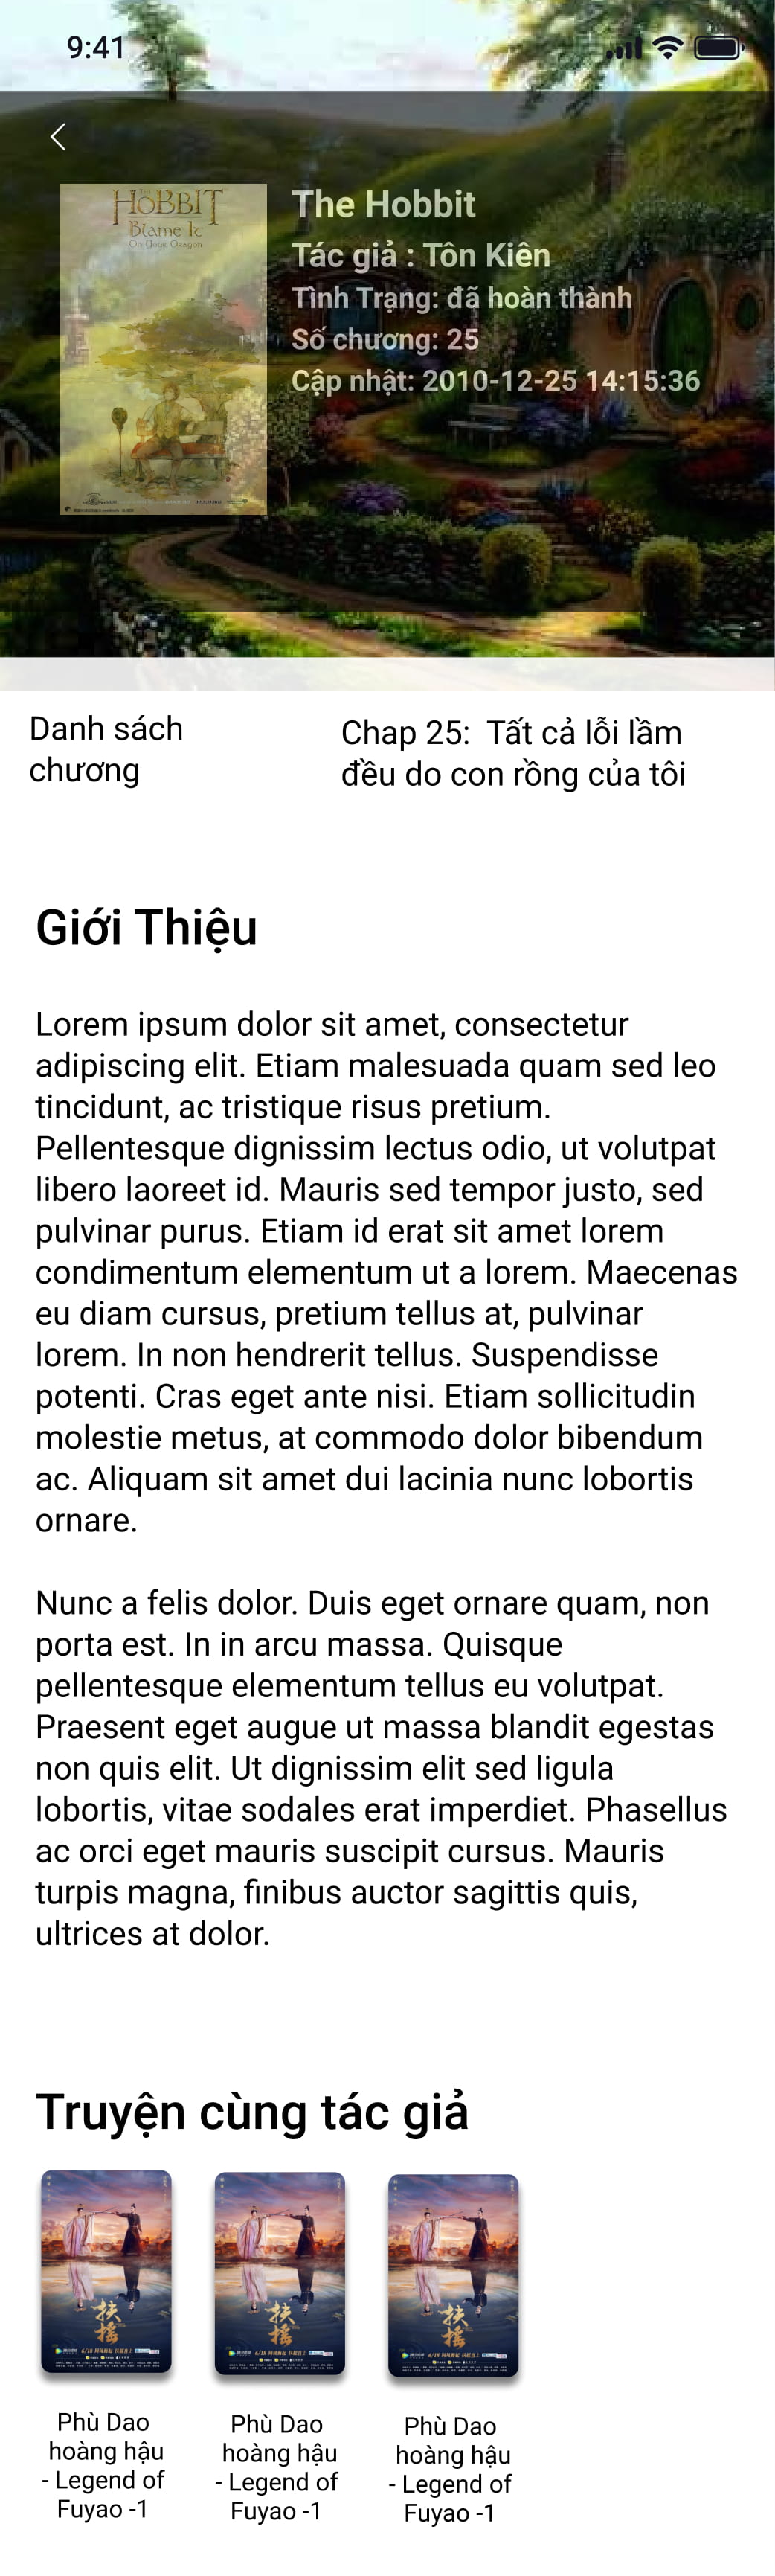 9:41
HOBBIT
Blame It
On Your Dragon
The Hobbit
Tác giả : Tôn Kiên
Tình Trạng: đã hoàn thành
Số chương: 25
Cập nhật: 2010-12-25 14:15:36
Danh sách
chương
Chap 25:  Tất cả lỗi lầm
đều do con rồng của tôi
Giới Thiệu
Lorem ipsum dolor sit amet, consectetur
adipiscing elit. Etiam malesuada quam sed leo
tincidunt, ac tristique risus pretium.
Pellentesque dignissim lectus odio, ut volutpat
libero laoreet id. Mauris sed tempor justo, sed
pulvinar purus. Etiam id erat sit amet lorem
condimentum elementum ut a lorem. Maecenas
eu diam cursus, pretium tellus at, pulvinar
lorem. In non hendrerit tellus. Suspendisse
potenti. Cras eget ante nisi. Etiam sollicitudin
molestie metus, at commodo dolor bibendum
ac. Aliquam sit amet dui lacinia nunc lobortis
ornare.
Nunc a felis dolor. Duis eget ornare quam, non
porta est. In in arcu massa. Quisque
pellentesque elementum tellus eu volutpat.
Praesent eget augue ut massa blandit egestas
non quis elit. Ut dignissim elit sed ligula
lobortis, vitae sodales erat imperdiet. Phasellus
ac orci eget mauris suscipit cursus. Mauris
turpis magna, finibus auctor sagittis quis,
ultrices at dolor.
Truyện cùng tác giả
扶摇
扶摇
扶摇
Phù Dao
hoàng hậu
- Legend of
Fuyao -1
Phù Dao
hoàng hậu
- Legend of
Fuyao -1
Phù Dao
hoàng hậu
- Legend of
Fuyao -1